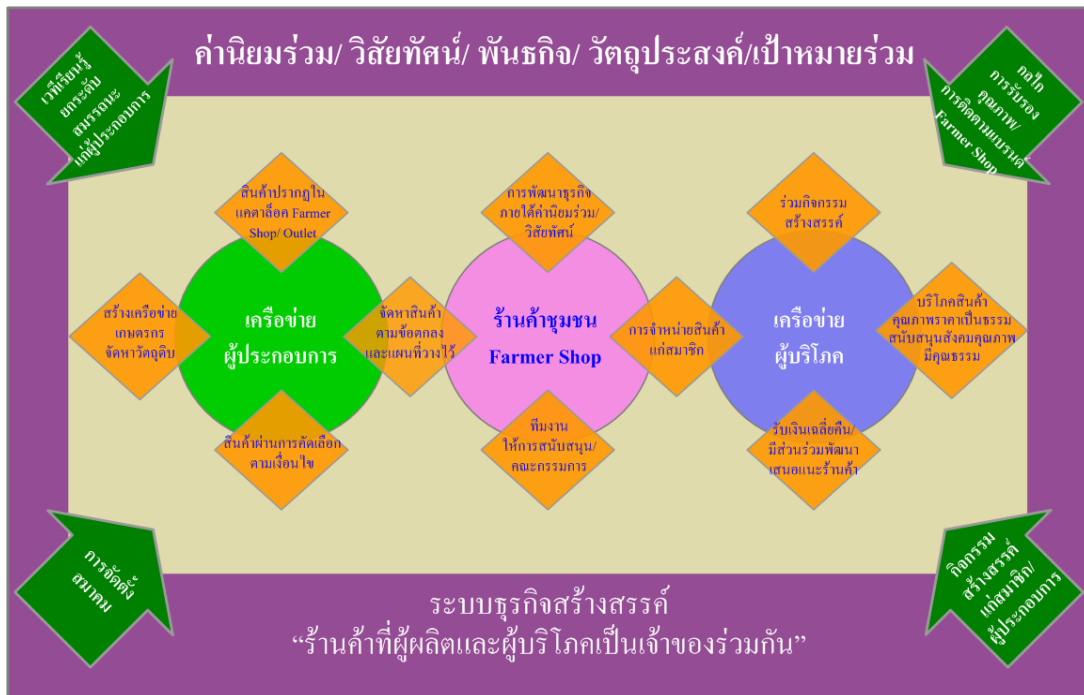 ค่านิยมร่วม/ วิสัยทัศน์/ พันธกิจ/ วัตถุประสงค์/เป้าหมายร่วม
เวทีเรียนรู้
ยกระดับ
สมรรถนะ
แก่ผู้ประกอบการ
กลไก
การรับรอง
คุณภาพ/
การติดตามแบรนด์
Farmer Shop
สินค้าปรากฏใน
แคตาล็อค Farmer
Shop/ Outlet
การพัฒนาธุรกิจ
ภายใต้ค่านิยมร่วม/
วิสัยทัศน์
ร่วมกิจกรรม
สร้างสรรค์
สร้างเครือข่าย
เกษตรกร
จัดหาวัตถุดิบ
เครือข่าย
ผู้ประกอบการ
จัดหาสินค้า
ตามข้อตกลง
และแผนที่วางไว้
ร้านค้าชุมชน
Farmer Shop
การจำหน่ายสินค้า
แก่สมาชิก
เครือข่าย
ผู้บริโภค
บริโภคสินค้า
คุณภาพราคาเป็นธรรม
สนับสนุนสังคมคุณภาพ
มีคุณธรรม
สินค้าผ่านการคัดเลือก
ตามเงื่อนไข
ทีมงาน
ให้การสนับสนุน/
คณะกรรมการ
รับเงินเฉลี่ยคืน/
มีส่วนร่วมพัฒนา
เสนอแนะร้านค้า
การจัดตั้ง
สมาคม
กิจกรรม
สร้างสรรค์
แก่สมาชิก/
ผู้ประกอบการ
ระบบธุรกิจสร้างสรรค์
“ร้านค้าที่ผู้ผลิตและผู้บริโภคเป็นเจ้าของร่วมกัน”